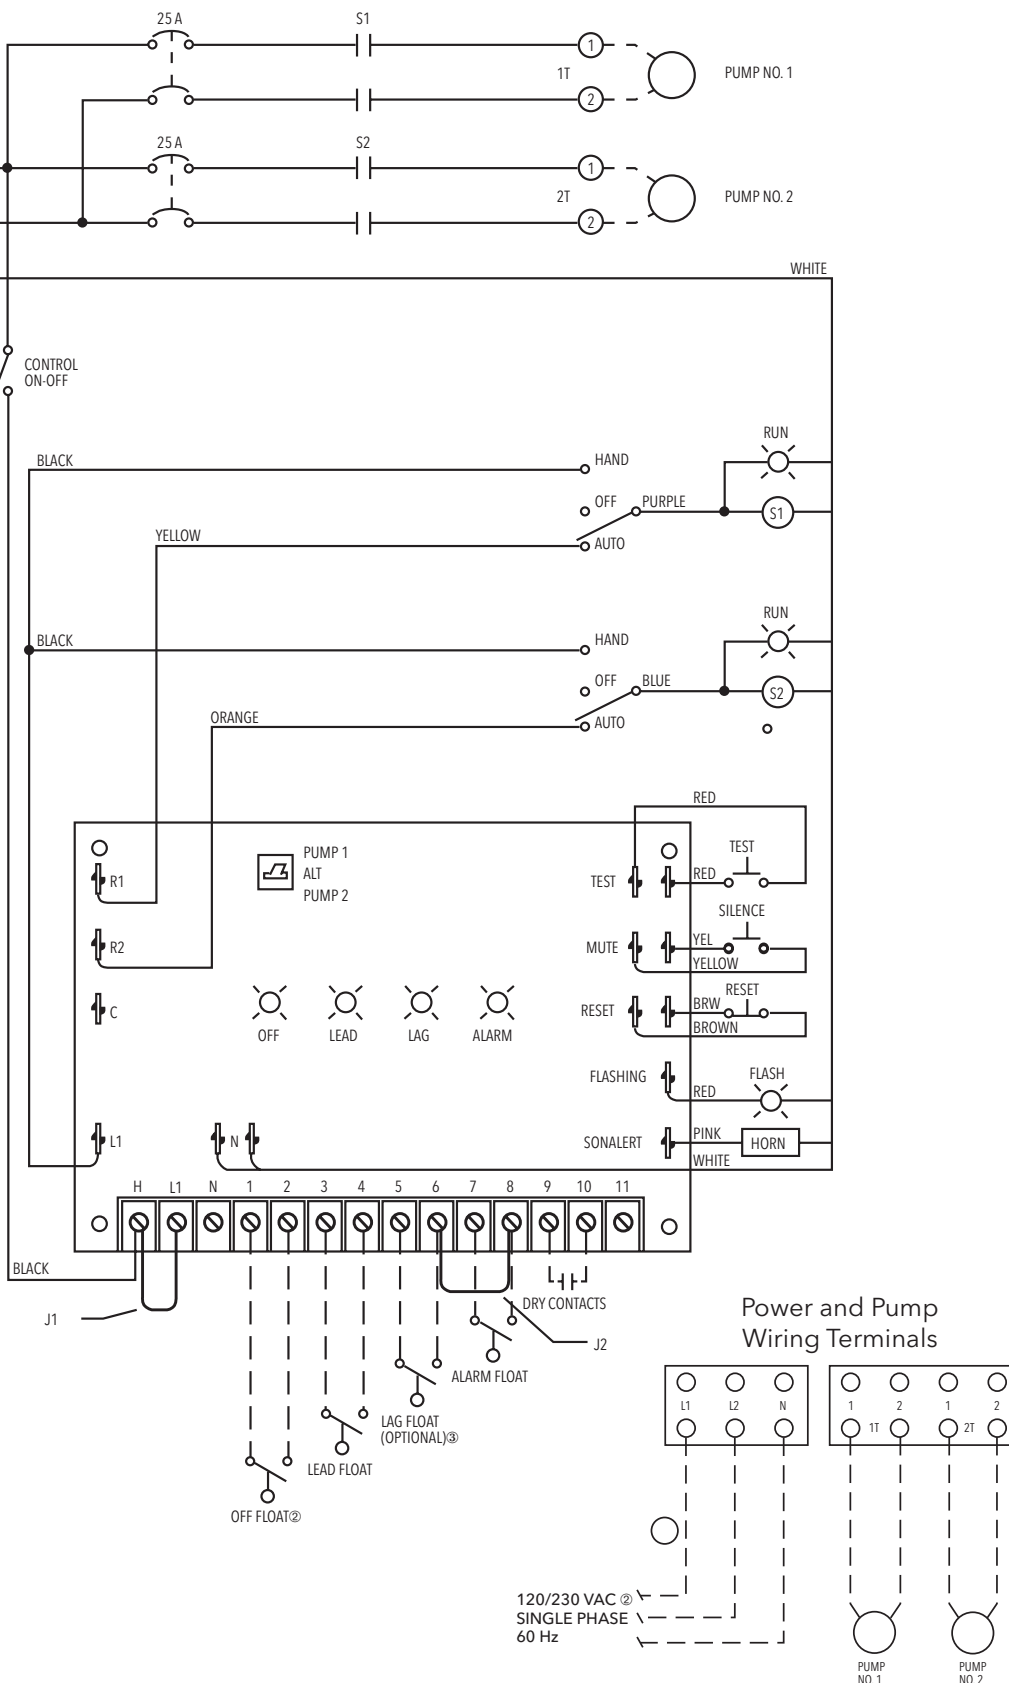 25 A
S1
1
1T
PUMP NO. 1
2
25 A
S2
1
2T
PUMP NO. 2
2
WHITE
CONTROL
ON-OFF
RUN
BLACK
HAND
OFF
PURPLE
S1
YELLOW
AUTO
RUN
BLACK
HAND
OFF
BLUE
S2
ORANGE
AUTO
RED
PUMP 1
ALT
PUMP 2
R1
TEST
RED
TEST
SILENCE
R2
MUTE
YEL
YELLOW
RESET
C
RESET
BRW
BROWN
OFF
LEAD
LAG
ALARM
FLASHING
FLASH
RED
L1
N
SONALERT
PINK
HORN
WHITE
H
L1
N
1
2
3
4
5
6
7
8
9
10
11
BLACK
J1
DRY CONTACTS
J2
ALARM FLOAT
LAG FLOAT
(OPTIONAL)③
LEAD FLOAT
OFF FLOAT②
Power and Pump
Wiring Terminals
L1
L2
N
1
2
1
2
1T
2T
120/230 VAC ②
SINGLE PHASE
60 Hz
PUMP
NO. 1
PUMP
NO. 2